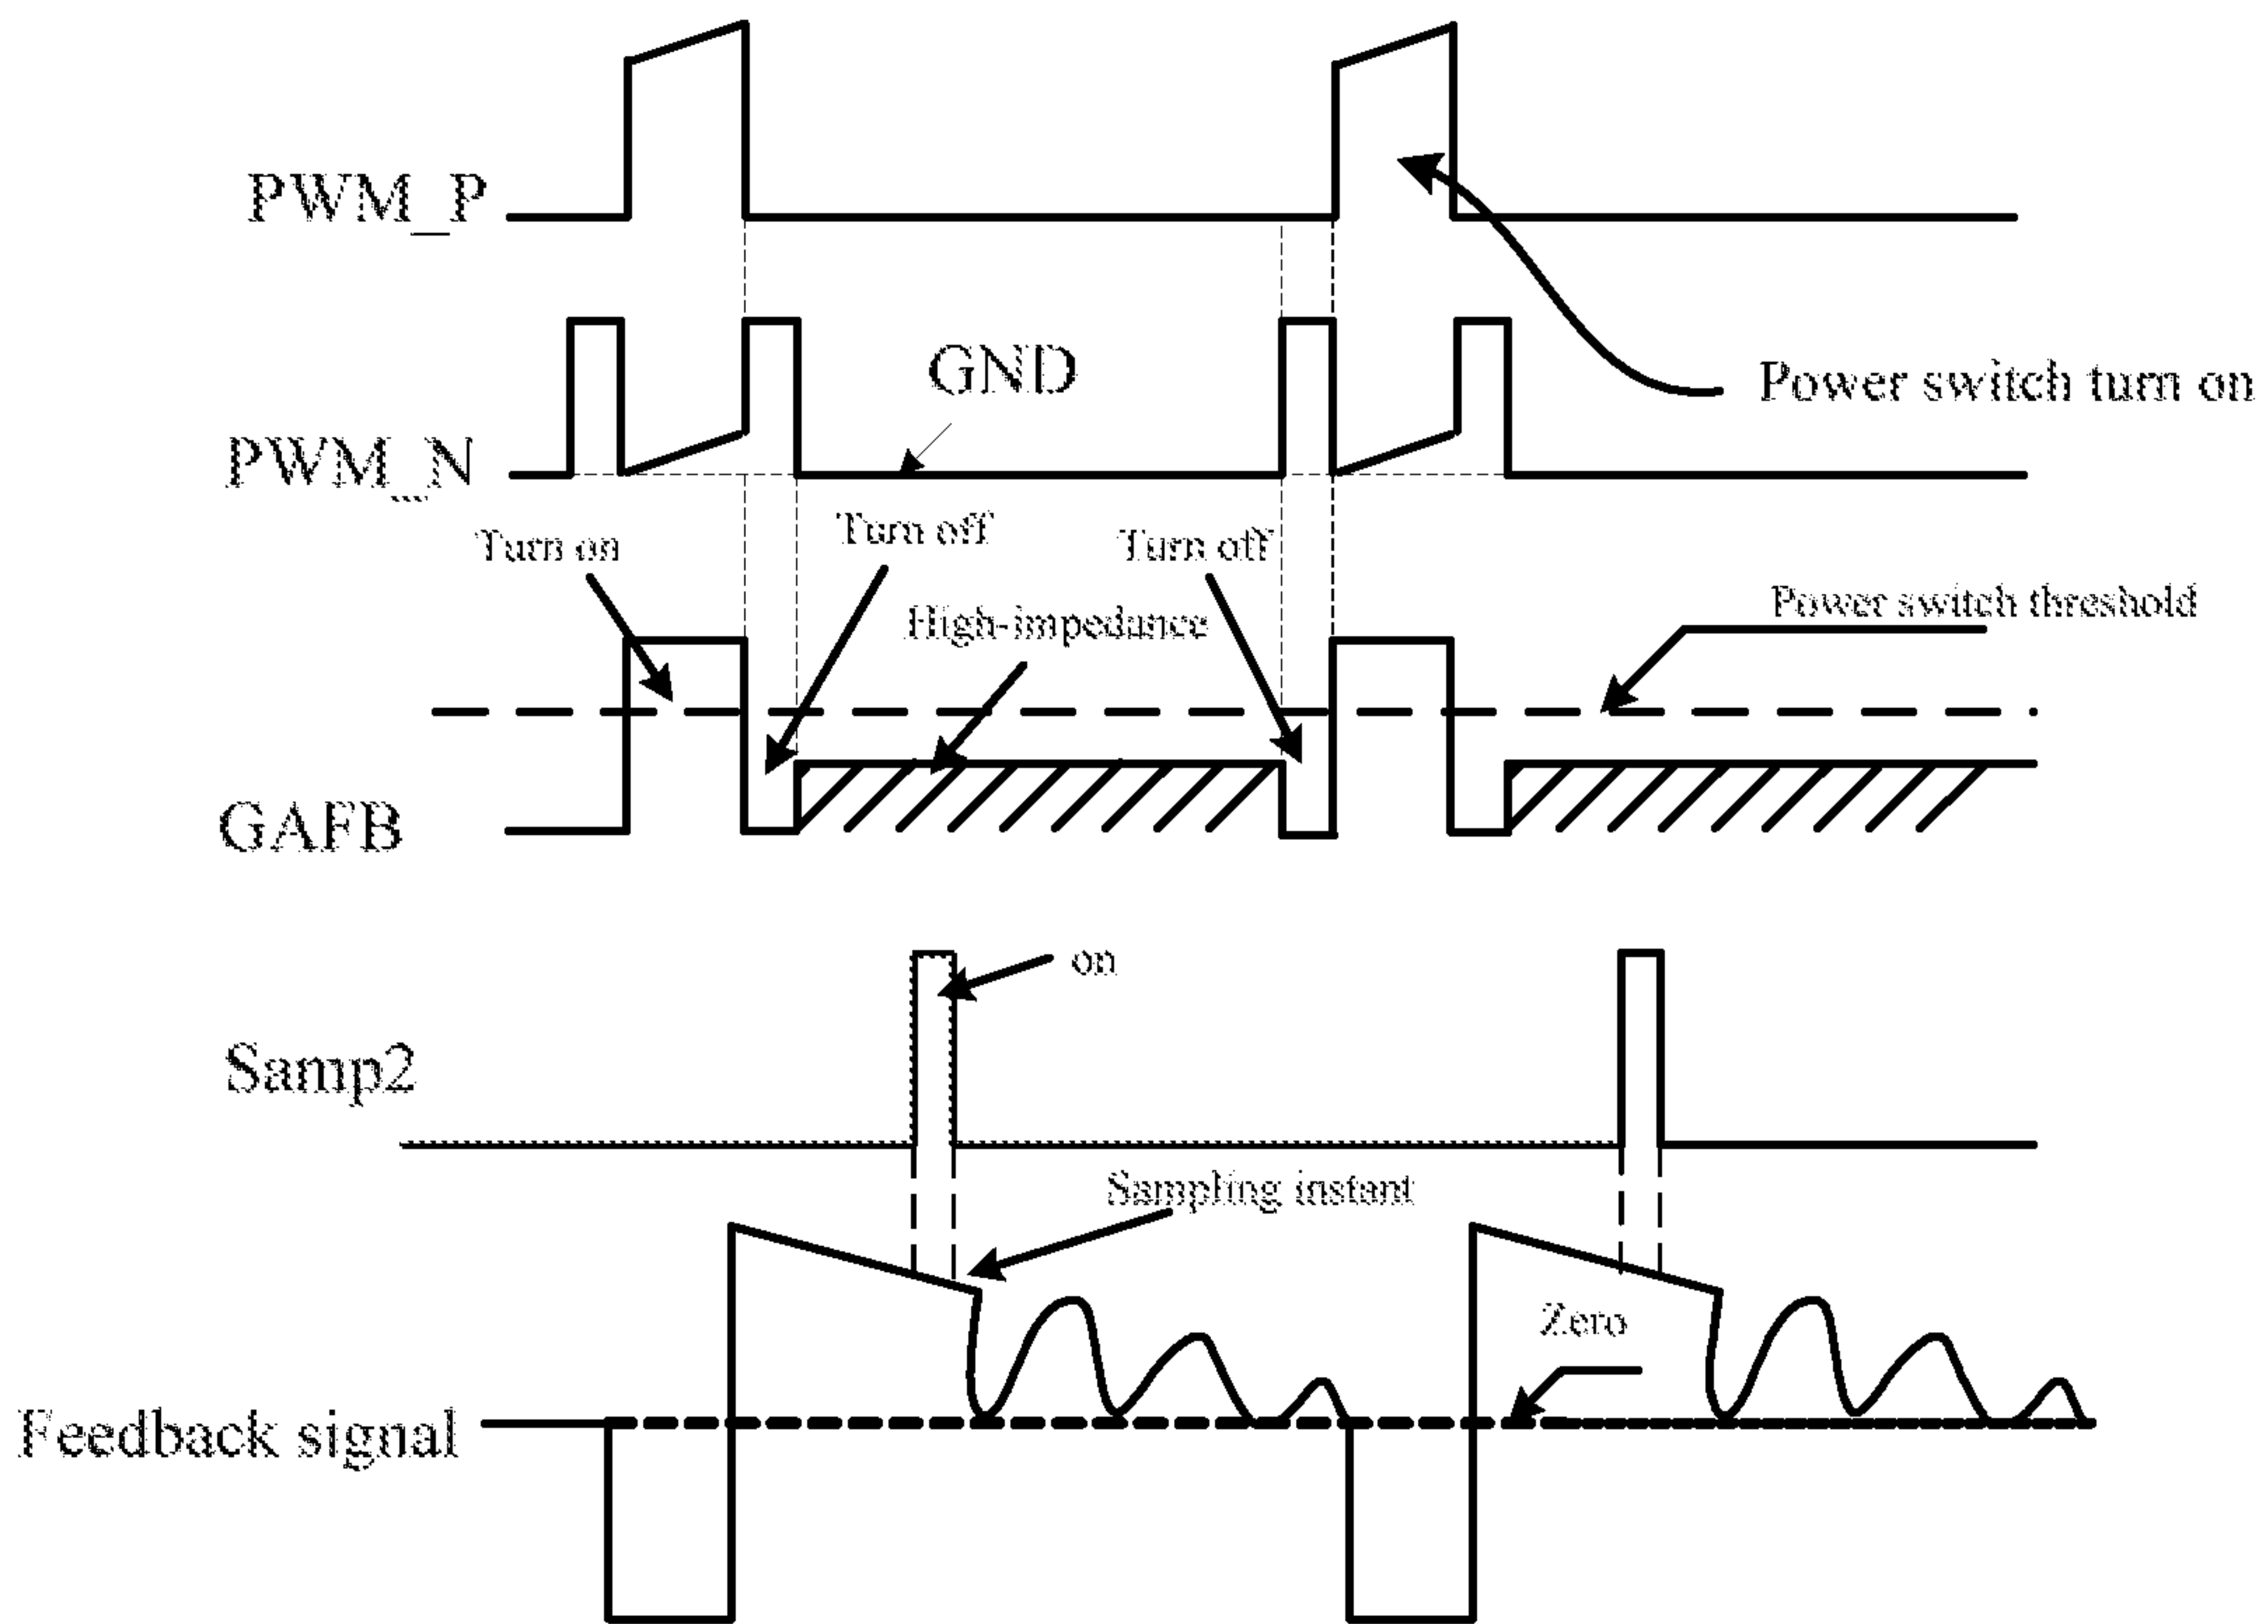 PWM_P
GND
Power switch turn on
PWM_N
Turn on
Turn off
Turn off
High-impedance
Power switch threshold
GAFB
on
Samp2
Sampling instant
Zero
Feedback signal